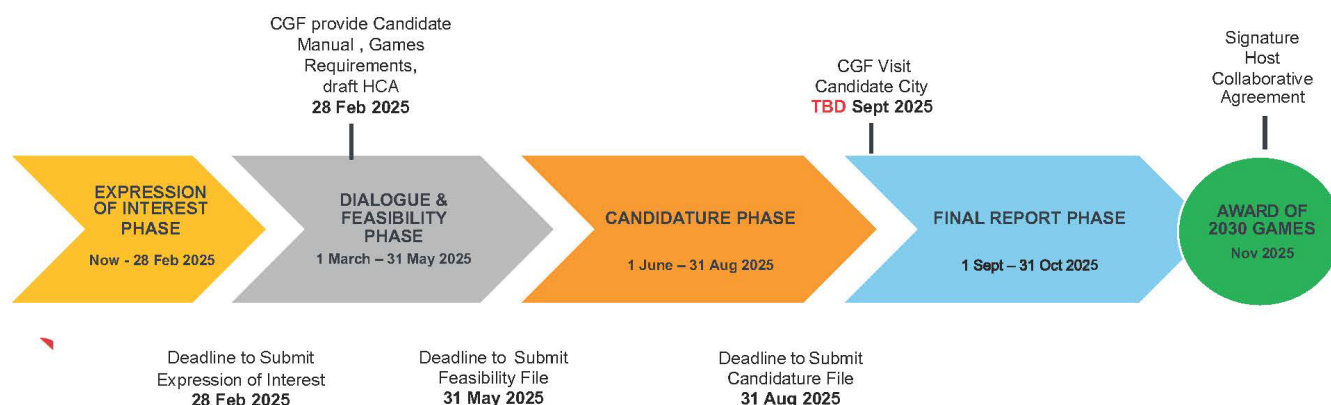 CGF provide Candidate
Manual , Games
Requirements,
draft HCA
28 Feb 2025
CGF Visit
Candidate City
TBD Sept 2025
Signature
Host
Collaborative
Agreement
EXPRESSION
OF INTEREST
PHASE
Now - 28 Feb 2025
DIALOGUE &
FEASIBILITY
PHASE
1 March – 31 May 2025
CANDIDATURE PHASE
1 June – 31 Aug 2025
FINAL REPORT PHASE
1 Sept – 31 Oct 2025
AWARD OF
2030 GAMES
Nov 2025
Deadline to Submit
Expression of Interest
28 Feb 2025
Deadline to Submit
Feasibility File
31 May 2025
Deadline to Submit
Candidature File
31 Aug 2025